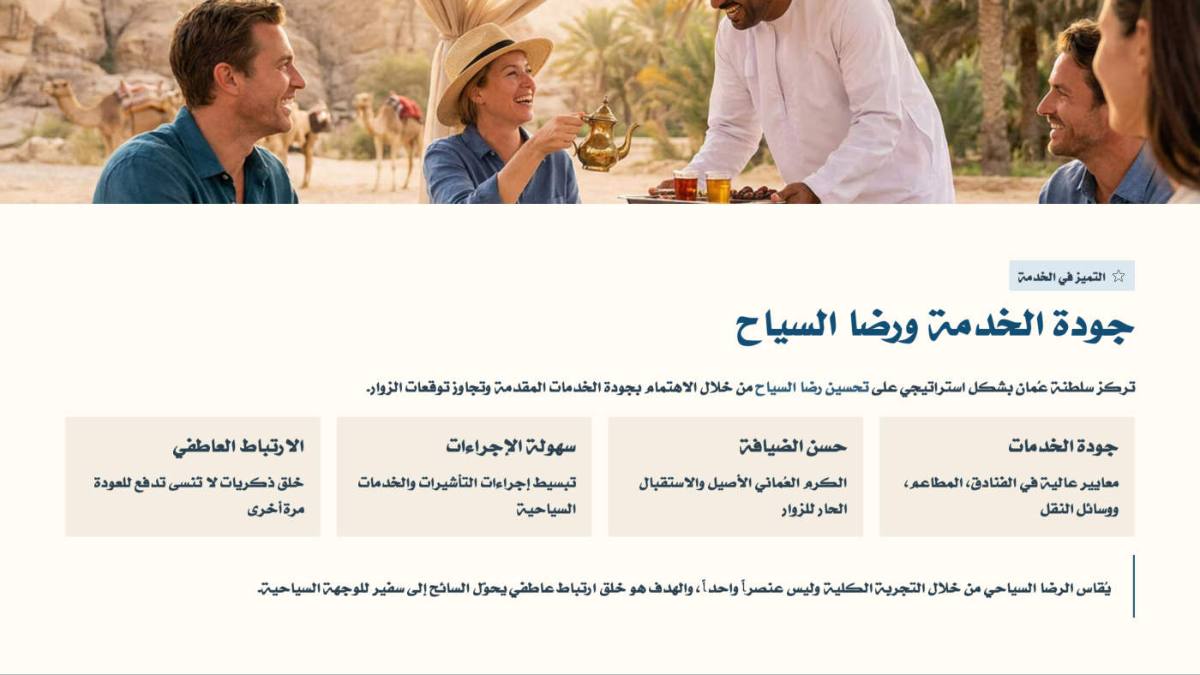 التميز في الخدمة
جودة الخدمة ورضا السياح
تركز سلطنة عُمان بشكل استراتيجي على تحسين رضا السياح من خلال الاهتمام بجودة الخدمات المقدمة وتجاوز توقعات الزوار.
جودة الخدمات
معايير عالية في الفنادق، المطاعم،
ووسائل النقل
حسن الضيافة
الكرم العُماني الأصيل والاستقبال
الحار للزوار
سهولة الإجراءات
تبسيط إجراءات التأشيرات والخدمات
السياحية
الارتباط العاطفي
خلق ذكريات لا تنسى تدفع للعودة
مرة أخرى
يُقاس الرضا السياحي من خلال التجربة الكلية وليس عنصراً واحداً، والهدف هو خلق ارتباط عاطفي يحوّل السائح إلى سفير للوجهة السياحية.